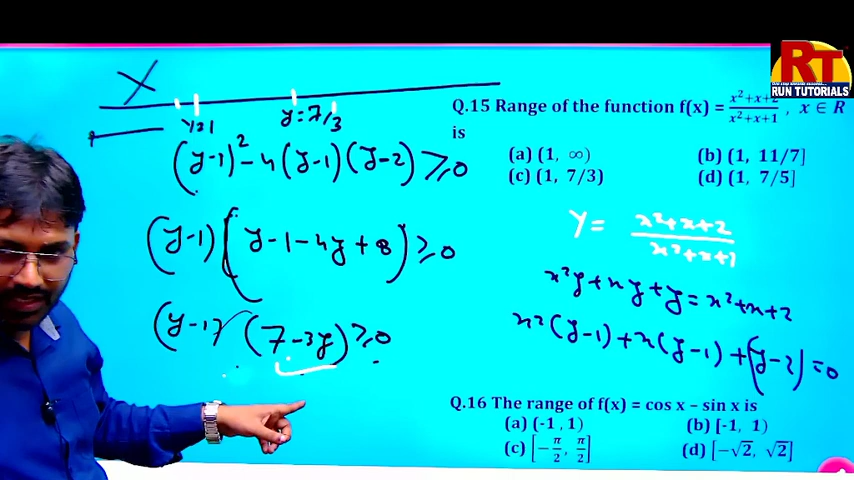 RT
RUN TUTORIALS
X
y=1
y=7/3
(y-1)² - 4(y-1)(y-2) ≥ 0
(y-1)(y-1-4y+8) ≥ 0
(y-1)(7-3y) ≥ 0
Q.15 Range of the function f(x) = x²+x+2/x²+x+1 , x ∈ R
is
(a) (1, ∞) (b) (1, 11/7]
(c) (1, 7/3) (d) (1, 7/5]
Y = x²+x+2/x²+x+1
x²y+xy+y=x²+x+2
x²(y-1)+x(y-1)+(y-2)=0
Q.16 The range of f(x) = cos x – sin x is
(a) (-1 , 1) (b) [-1, 1)
(c) [-π/2, π/2] (d) [-√2, √2]